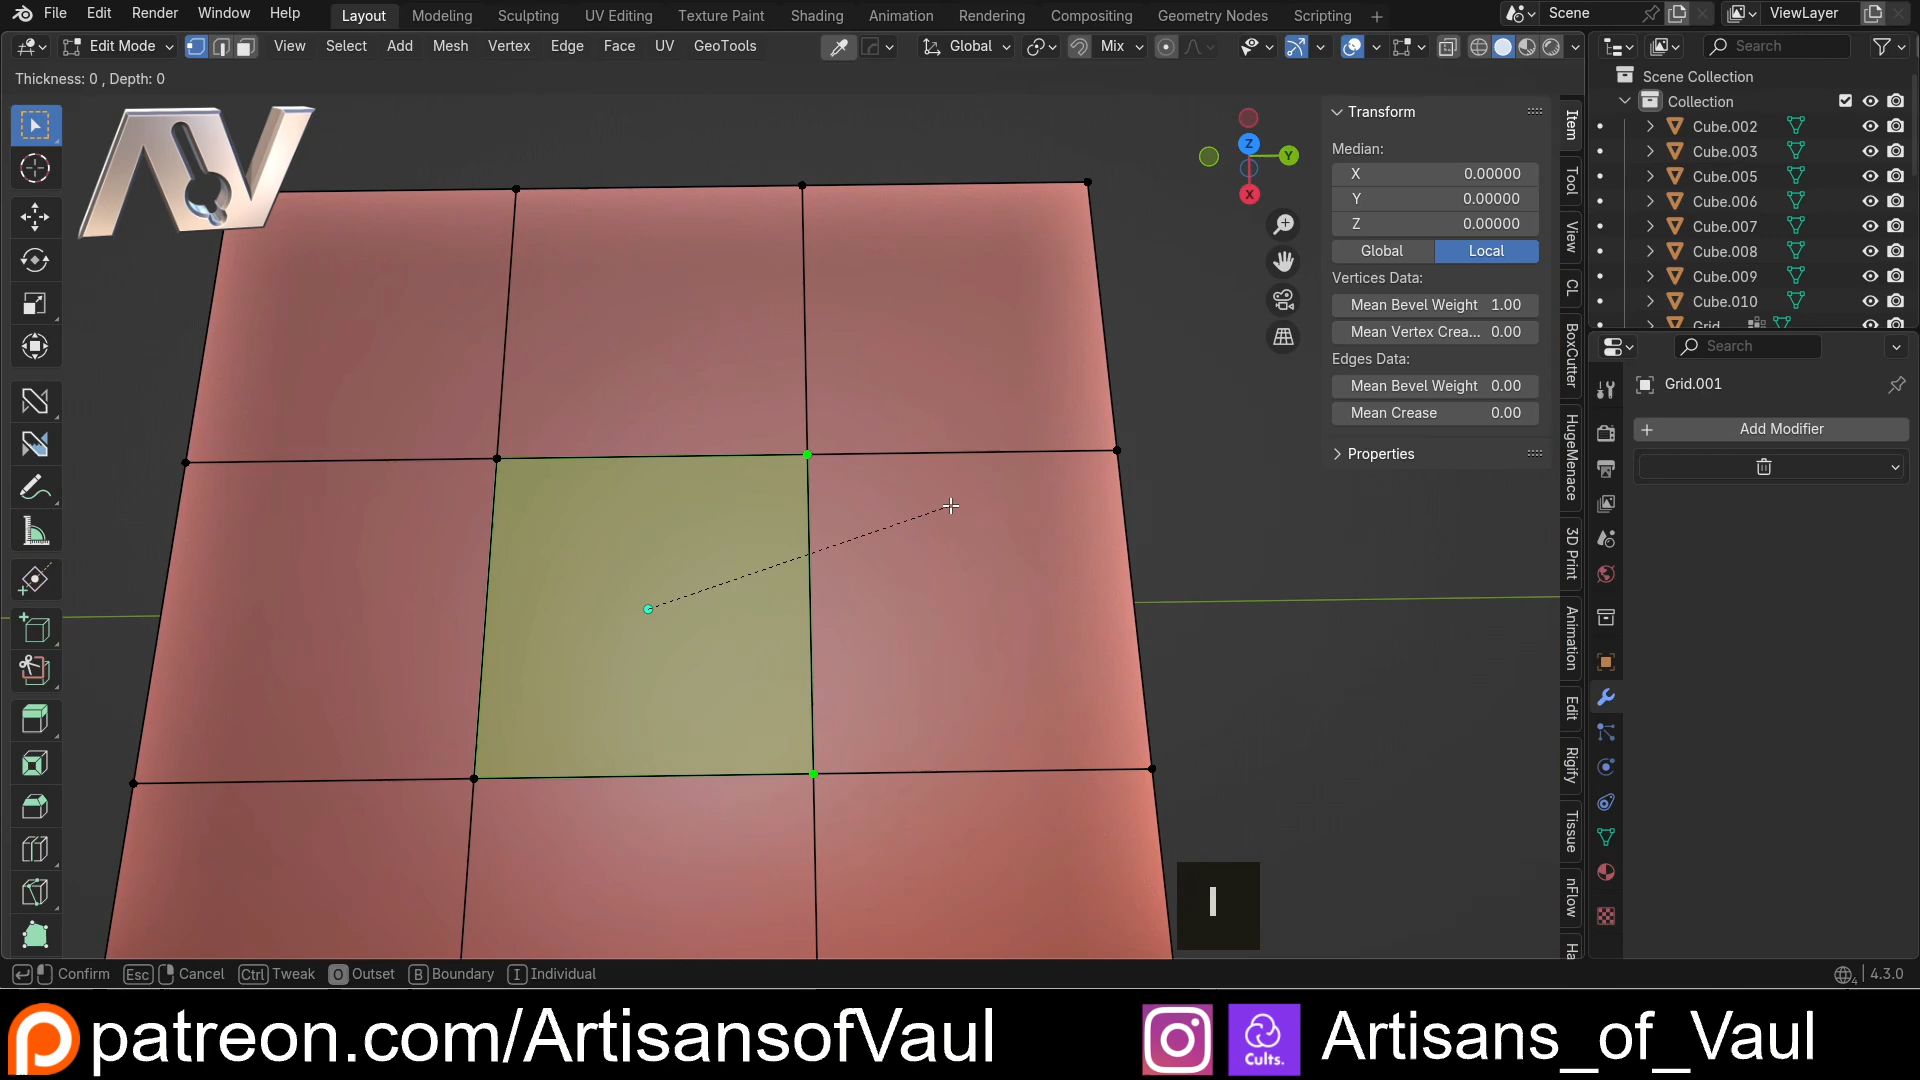 File Edit Render Window Help Layout Modeling Sculpting UV Editing Texture Paint Shading Animation Rendering Compositing Geometry Nodes Scripting + Scene ViewLayer
Edit Mode View Select Add Mesh Vertex Edge Face UV GeoTools Global Mix Search
Thickness: 0 , Depth: 0
AV
Transform
Median:
X 0.00000
Y 0.00000
Z 0.00000
Global Local
Vertices Data:
Mean Bevel Weight 1.00
Mean Vertex Crea... 0.00
Edges Data:
Mean Bevel Weight 0.00
Mean Crease 0.00
Properties
Z
Y
X
Item
Tool
View
CL
BoxCutter
HugeMenace
3D Print
Animation
Edit
Rigify
Tissue
nFlow
Ha
Scene Collection
Collection
Cube.002
Cube.003
Cube.005
Cube.006
Cube.007
Cube.008
Cube.009
Cube.010
Grid
Search
Grid.001
+ Add Modifier
I
Confirm Esc Cancel Ctrl Tweak O Outset B Boundary I Individual 4.3.0
patreon.com/ArtisansofVaul Cults. Artisans_of_Vaul